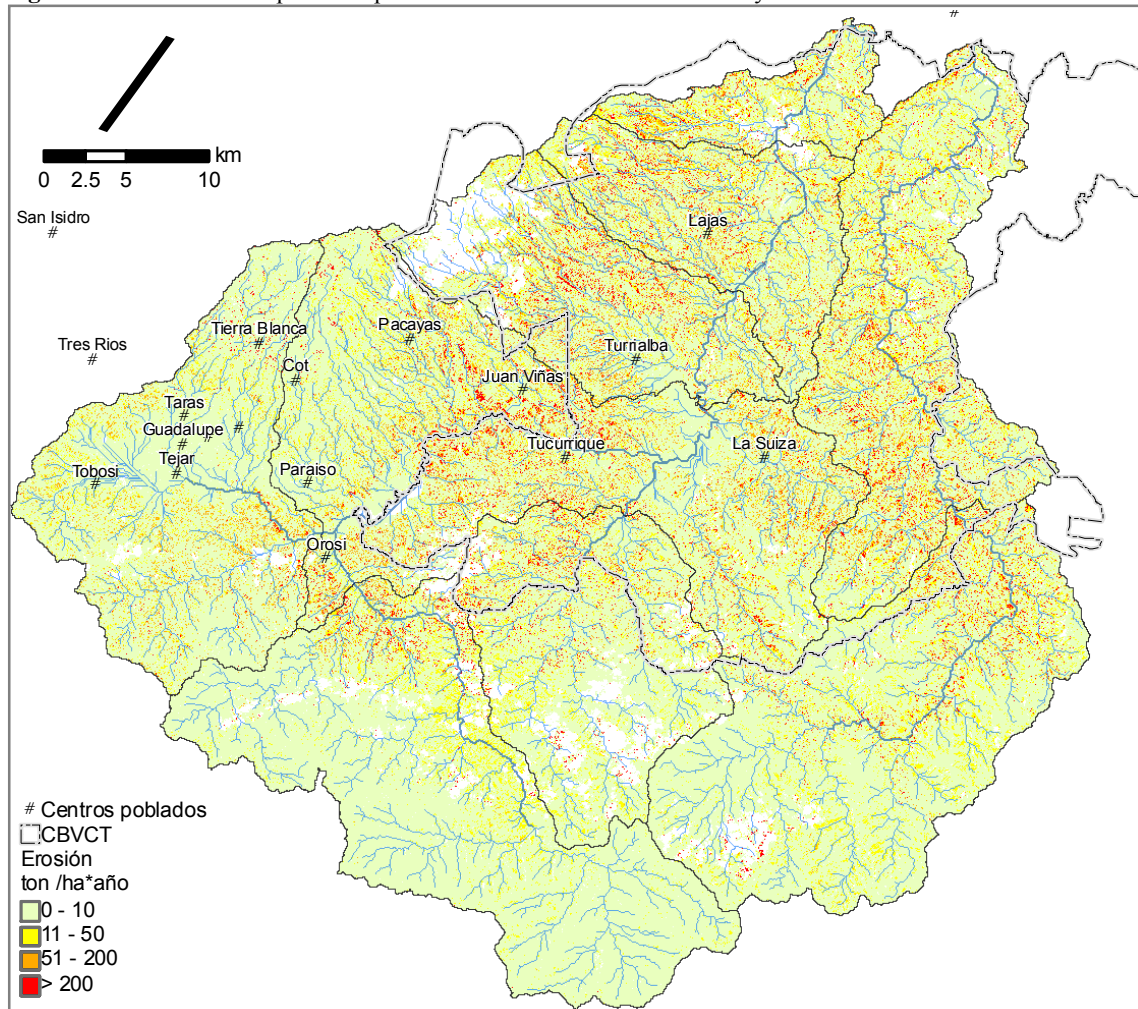 km
0 2.5 5 10
San Isidro
#
Lajas
#
Tierra Blanca
#
Pacayas
#
Tres Rios
#
Turrialba
#
Cot
#
Juan Viñas
#
Taras
#
Guadalupe
# # #
Tejar
#
Tucurrique
#
La Suiza
#
Tobosi
#
Paraiso
#
Orosi
#
# Centros poblados
CBVCT
Erosión
ton /ha*año
0 - 10
11 - 50
51 - 200
> 200